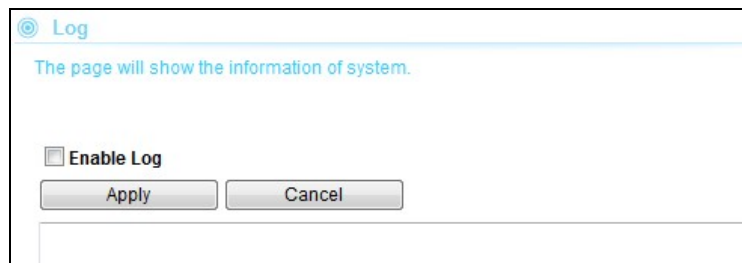 Log
The page will show the information of system.
Enable Log
Apply Cancel